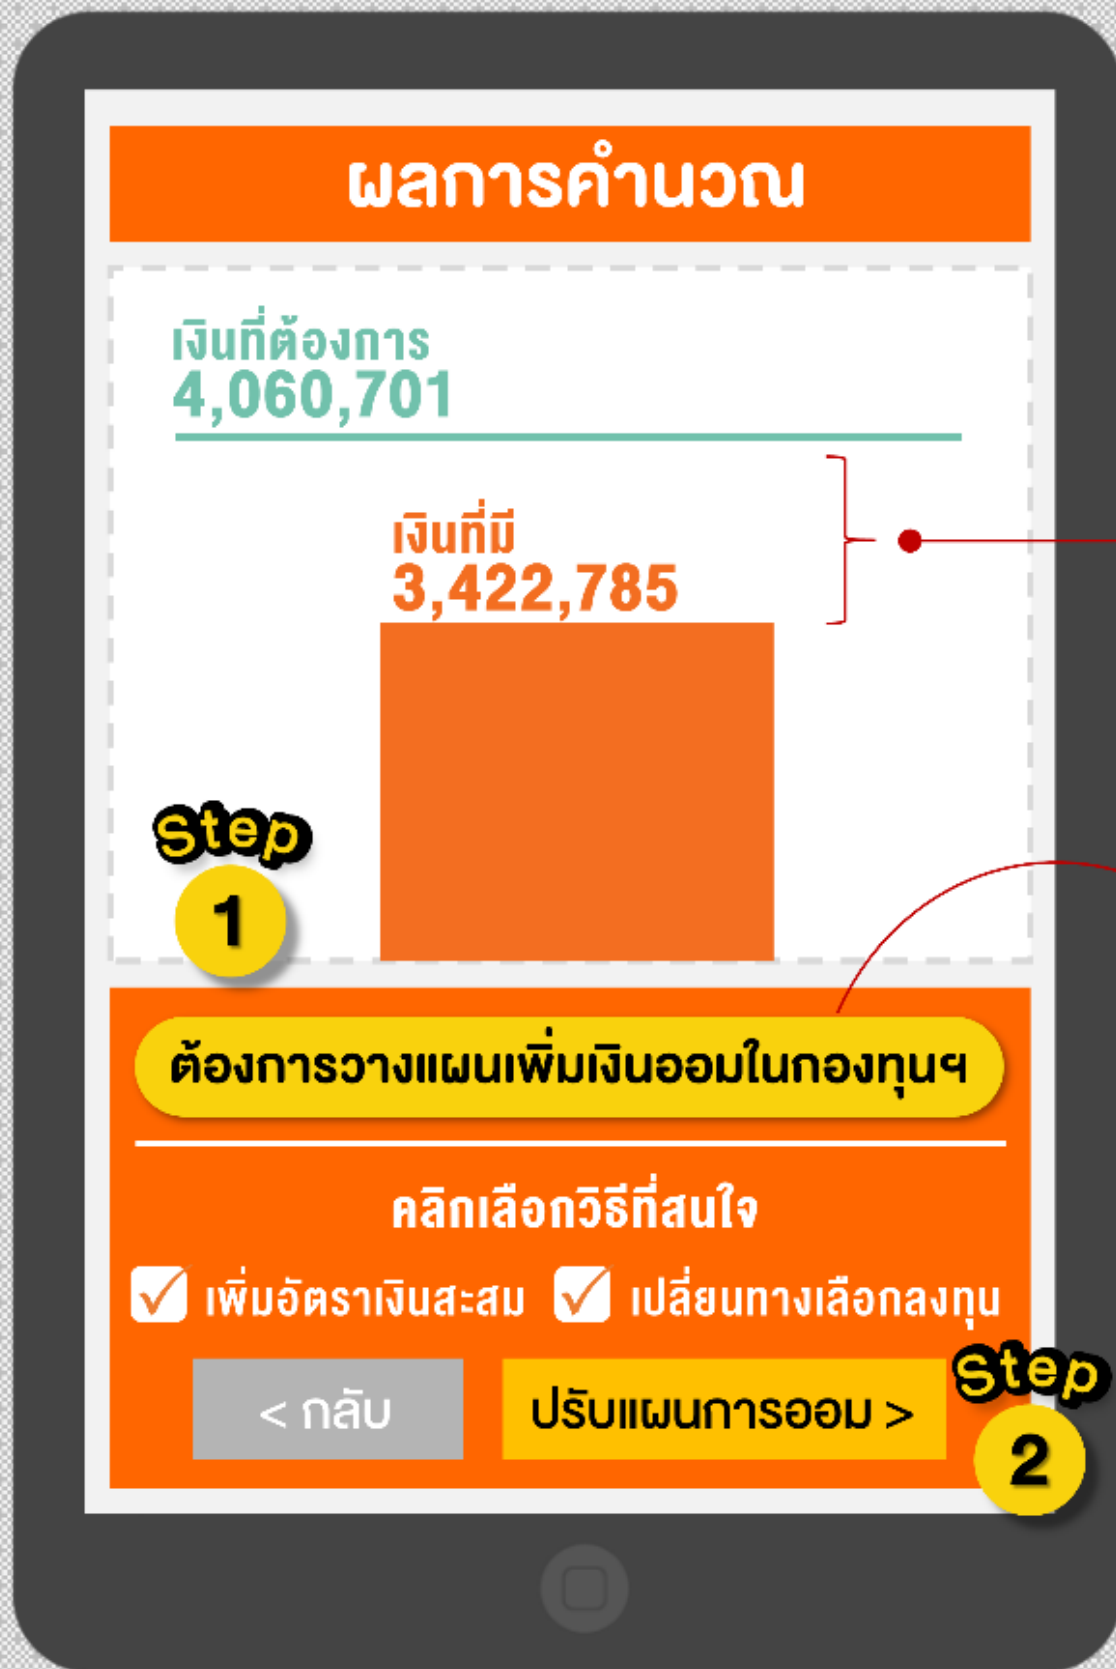 ผลการคำนวณ
เงินที่ต้องการ
4,060,701
เงินที่มี
3,422,785
Step
1
ต้องการวางแผนเพิ่มเงินออมในกองทุนฯ
คลิกเลือกวิธีที่สนใจ
เพิ่มอัตราเงินสะสม เปลี่ยนทางเลือกลงทุน
< กลับ ปรับแผนการออม >
Step
2